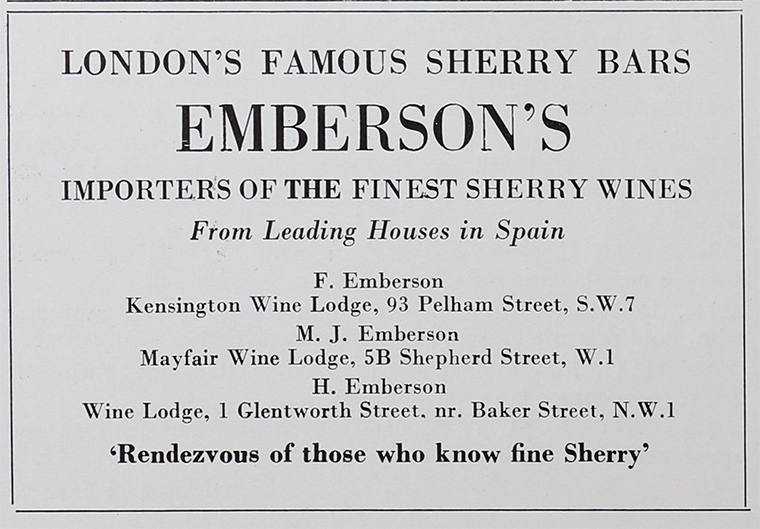 LONDON'S FAMOUS SHERRY BARS
EMBERSON'S
IMPORTERS OF THE FINEST SHERRY WINES
From Leading Houses in Spain
F. Emberson
Kensington Wine Lodge, 93 Pelham Street, S.W.7
M. J. Emberson
Mayfair Wine Lodge, 5B Shepherd Street, W.1
H. Emberson
Wine Lodge, 1 Glentworth Street. nr. Baker Street, N.W.1
‘Rendezvous of those who know fine Sherry’